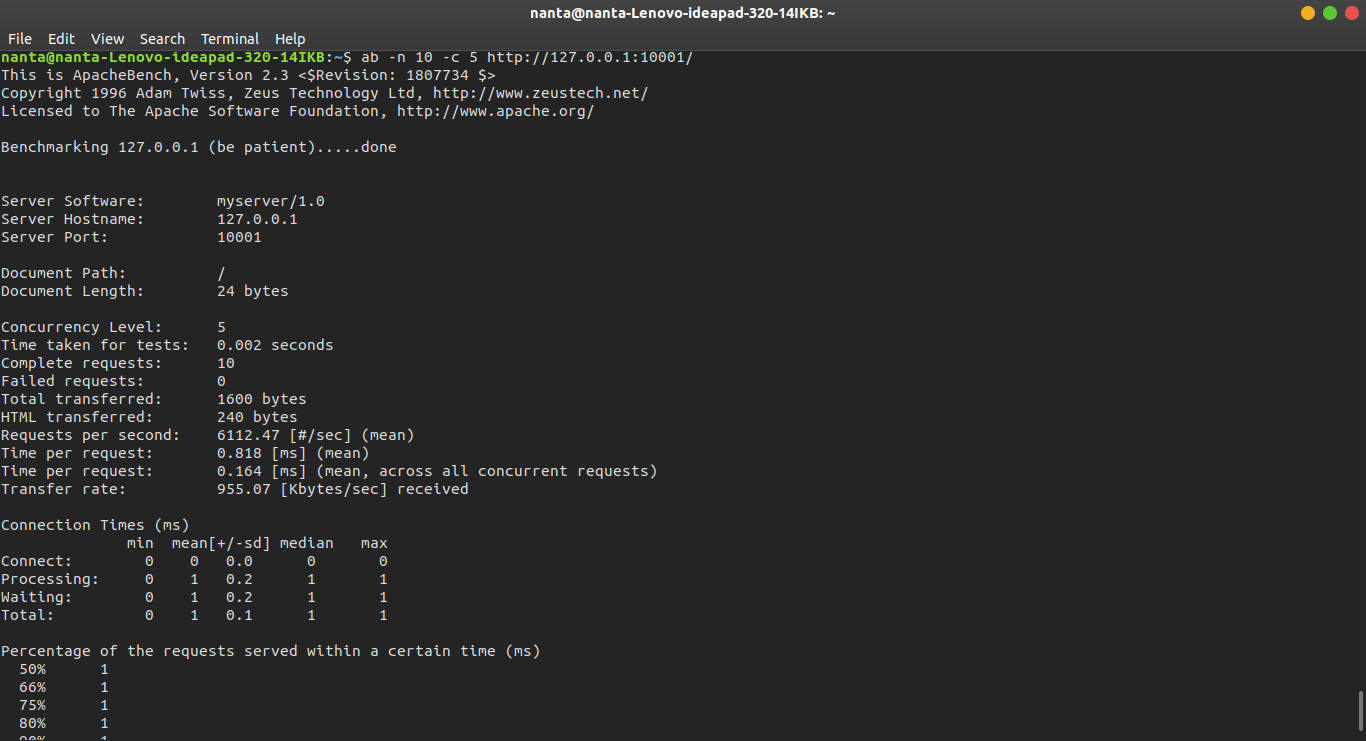 nanta@nanta-Lenovo-ideapad-320-14IKB: ~
File Edit View Search Terminal Help
nanta@nanta-Lenovo-ideapad-320-14IKB:~$ ab -n 10 -c 5 http://127.0.0.1:10001/
This is ApacheBench, Version 2.3 <$Revision: 1807734 $>
Copyright 1996 Adam Twiss, Zeus Technology Ltd, http://www.zeustech.net/
Licensed to The Apache Software Foundation, http://www.apache.org/

Benchmarking 127.0.0.1 (be patient).....done


Server Software:        myserver/1.0
Server Hostname:        127.0.0.1
Server Port:            10001

Document Path:          /
Document Length:        24 bytes

Concurrency Level:      5
Time taken for tests:   0.002 seconds
Complete requests:      10
Failed requests:        0
Total transferred:      1600 bytes
HTML transferred:       240 bytes
Requests per second:    6112.47 [#/sec] (mean)
Time per request:       0.818 [ms] (mean)
Time per request:       0.164 [ms] (mean, across all concurrent requests)
Transfer rate:          955.07 [Kbytes/sec] received

Connection Times (ms)
              min  mean[+/-sd] median   max
Connect:        0    0   0.0      0       0
Processing:     0    1   0.2      1       1
Waiting:        0    1   0.2      1       1
Total:          0    1   0.1      1       1

Percentage of the requests served within a certain time (ms)
  50%      1
  66%      1
  75%      1
  80%      1
  90%      1